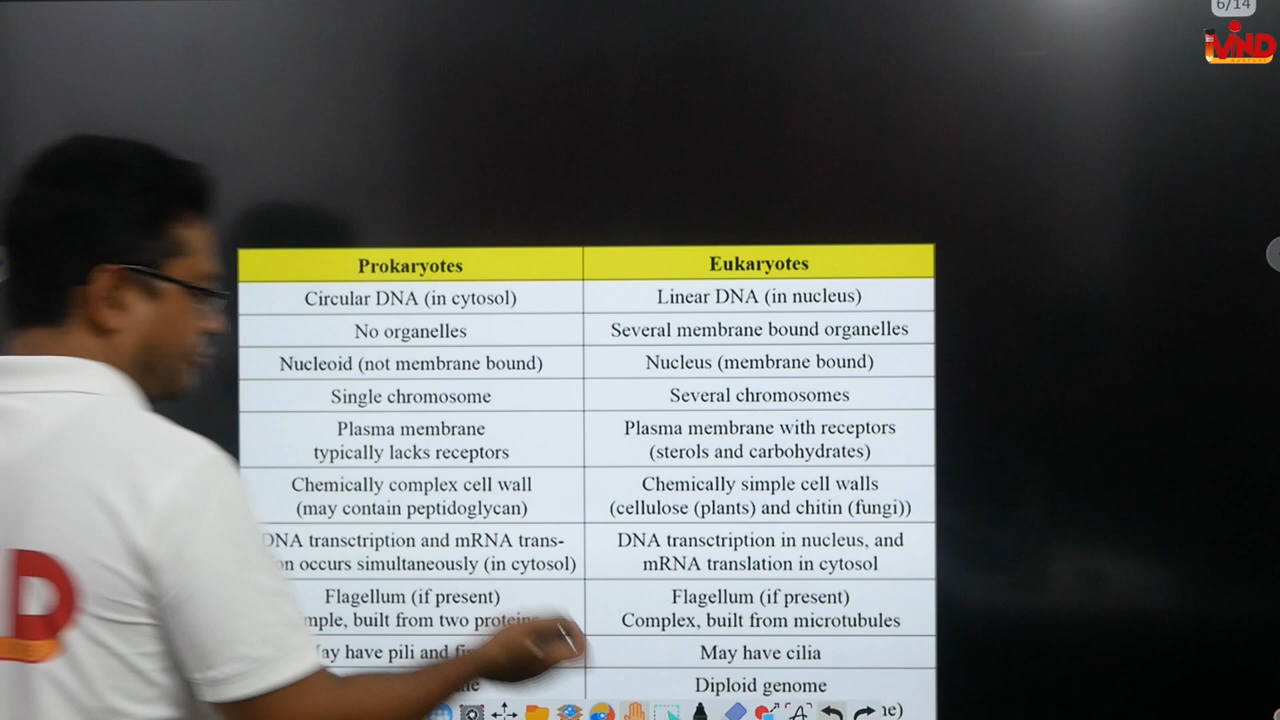 6/14
MIND
Prokaryotes Eukaryotes
Circular DNA (in cytosol) Linear DNA (in nucleus)
No organelles Several membrane bound organelles
Nucleoid (not membrane bound) Nucleus (membrane bound)
Single chromosome Several chromosomes
Plasma membrane Plasma membrane with receptors
typically lacks receptors (sterols and carbohydrates)
Chemically complex cell wall Chemically simple cell walls
(may contain peptidoglycan) (cellulose (plants) and chitin (fungi))
DNA transctription and mRNA trans- DNA transctription in nucleus, and
occurs simultaneously (in cytosol) mRNA translation in cytosol
Flagellum (if present) Flagellum (if present)
built from two Complex, built from microtubules
have pili and May have cilia
Diploid genome
D